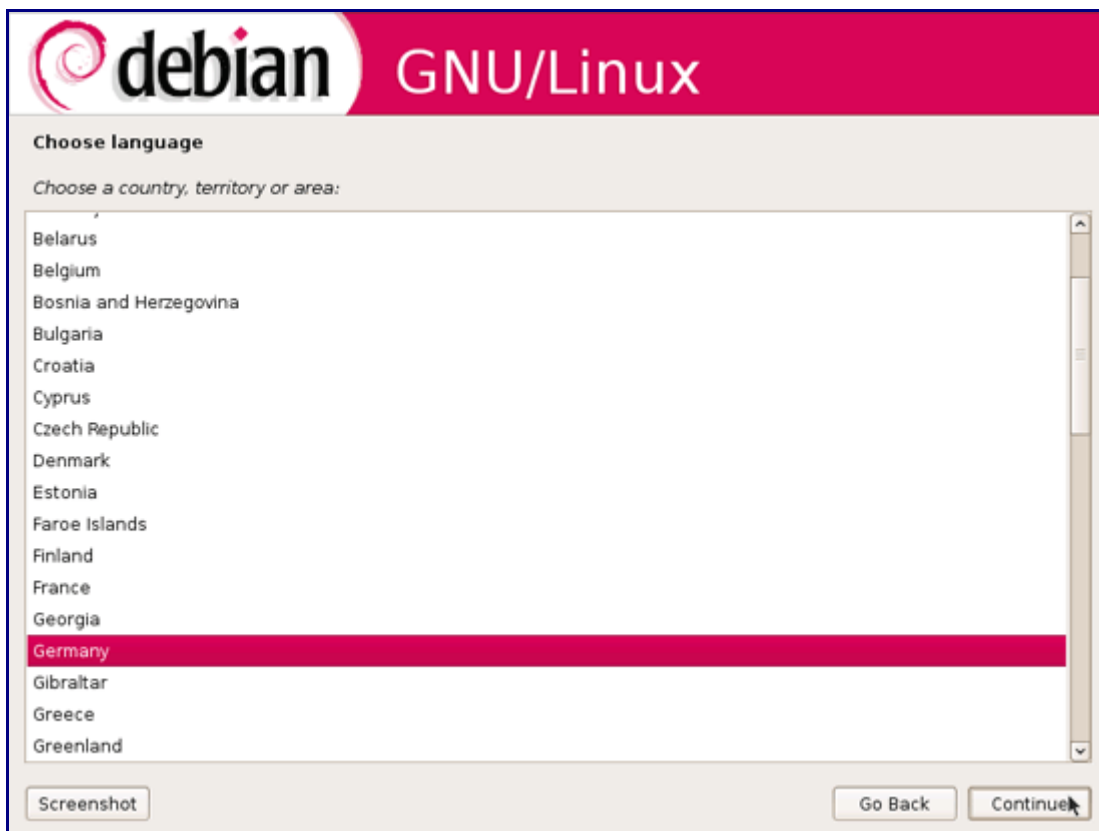 debian GNU/Linux
Choose language
Choose a country, territory or area:
Belarus
Belgium
Bosnia and Herzegovina
Bulgaria
Croatia
Cyprus
Czech Republic
Denmark
Estonia
Faroe Islands
Finland
France
Georgia
Germany
Gibraltar
Greece
Greenland
Screenshot Go Back Continue